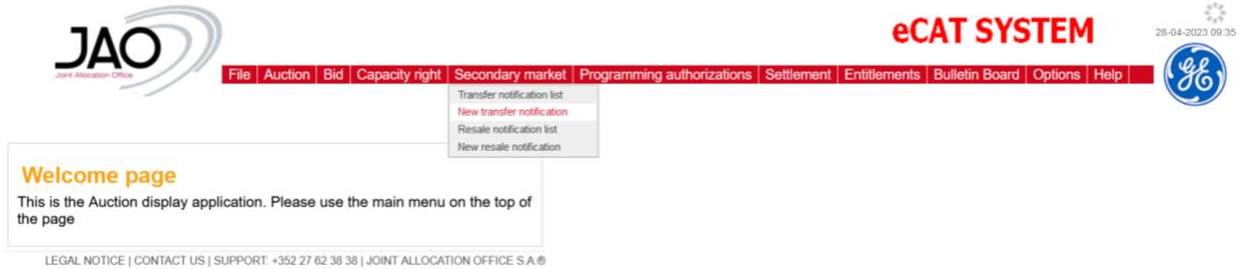 JAO
Joint Allocation Office
eCAT SYSTEM
28-04-2023 09:35
File Auction Bid Capacity right Secondary market Programming authorizations Settlement Entitlements Bulletin Board Options Help
Transfer notification list
New transfer notification
Resale notification list
New resale notification
Welcome page
This is the Auction display application. Please use the main menu on the top of
the page
LEGAL NOTICE | CONTACT US | SUPPORT: +352 27 62 38 38 | JOINT ALLOCATION OFFICE S.A ®